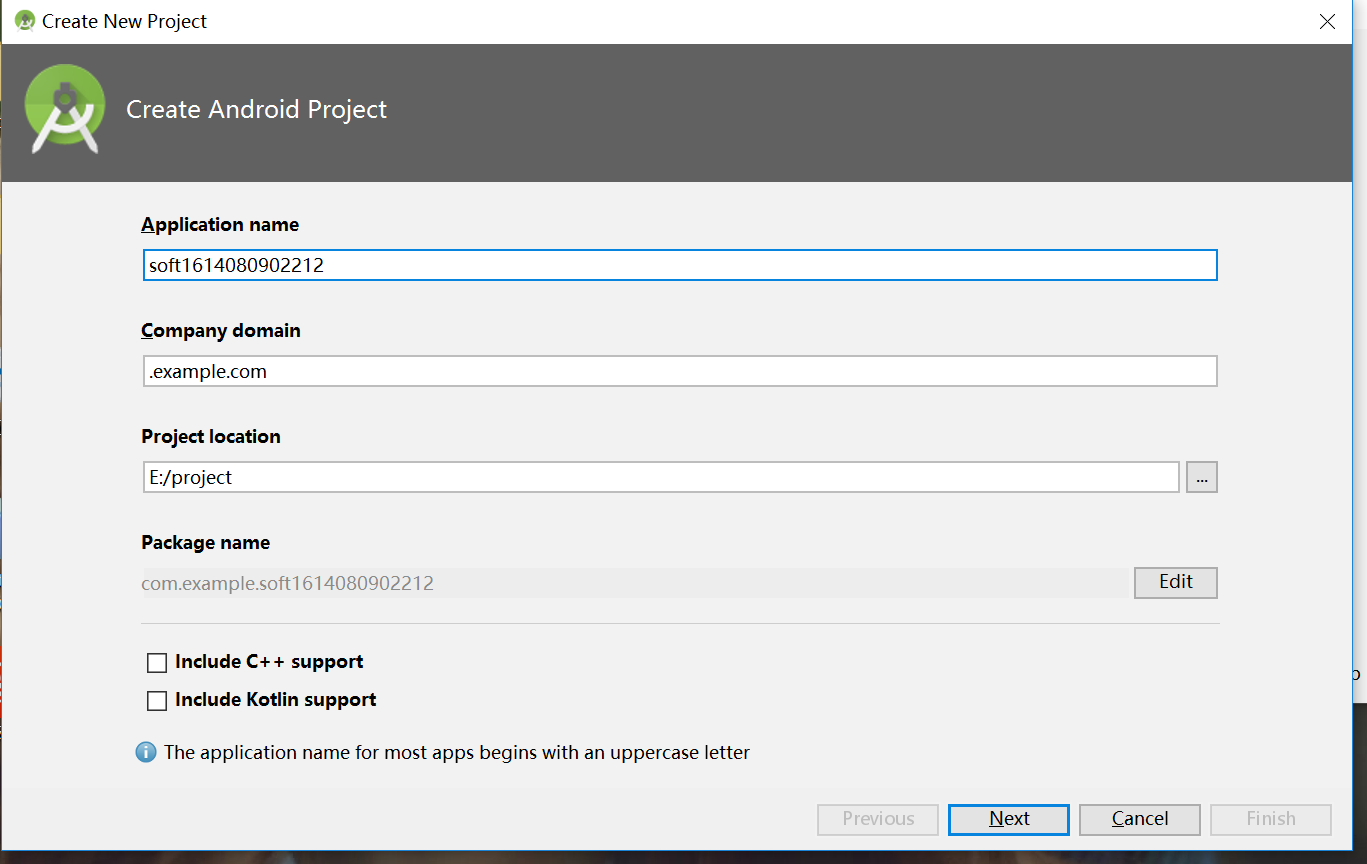 Create New Project
Create Android Project
Application name
soft1614080902212
Company domain
.example.com
Project location
E:/project
...
Package name
com.example.soft1614080902212
Edit
Include C++ support
Include Kotlin support
The application name for most apps begins with an uppercase letter
Previous
Next
Cancel
Finish